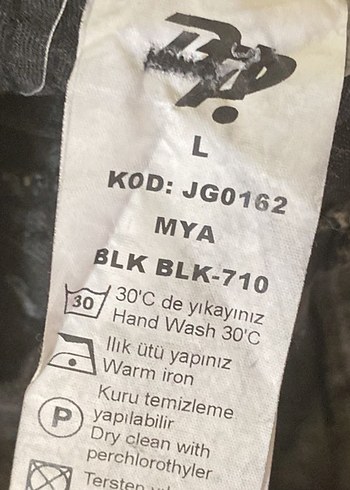 L
KOD: JG0162
MYA
BLK BLK-710
30
30'C de yıkayınız
Hand Wash 30'C
Ilık ütü yapınız
Warm iron
Kuru temizleme
yapılabilir
P
Dry clean with
perchlorothyler
Tersten